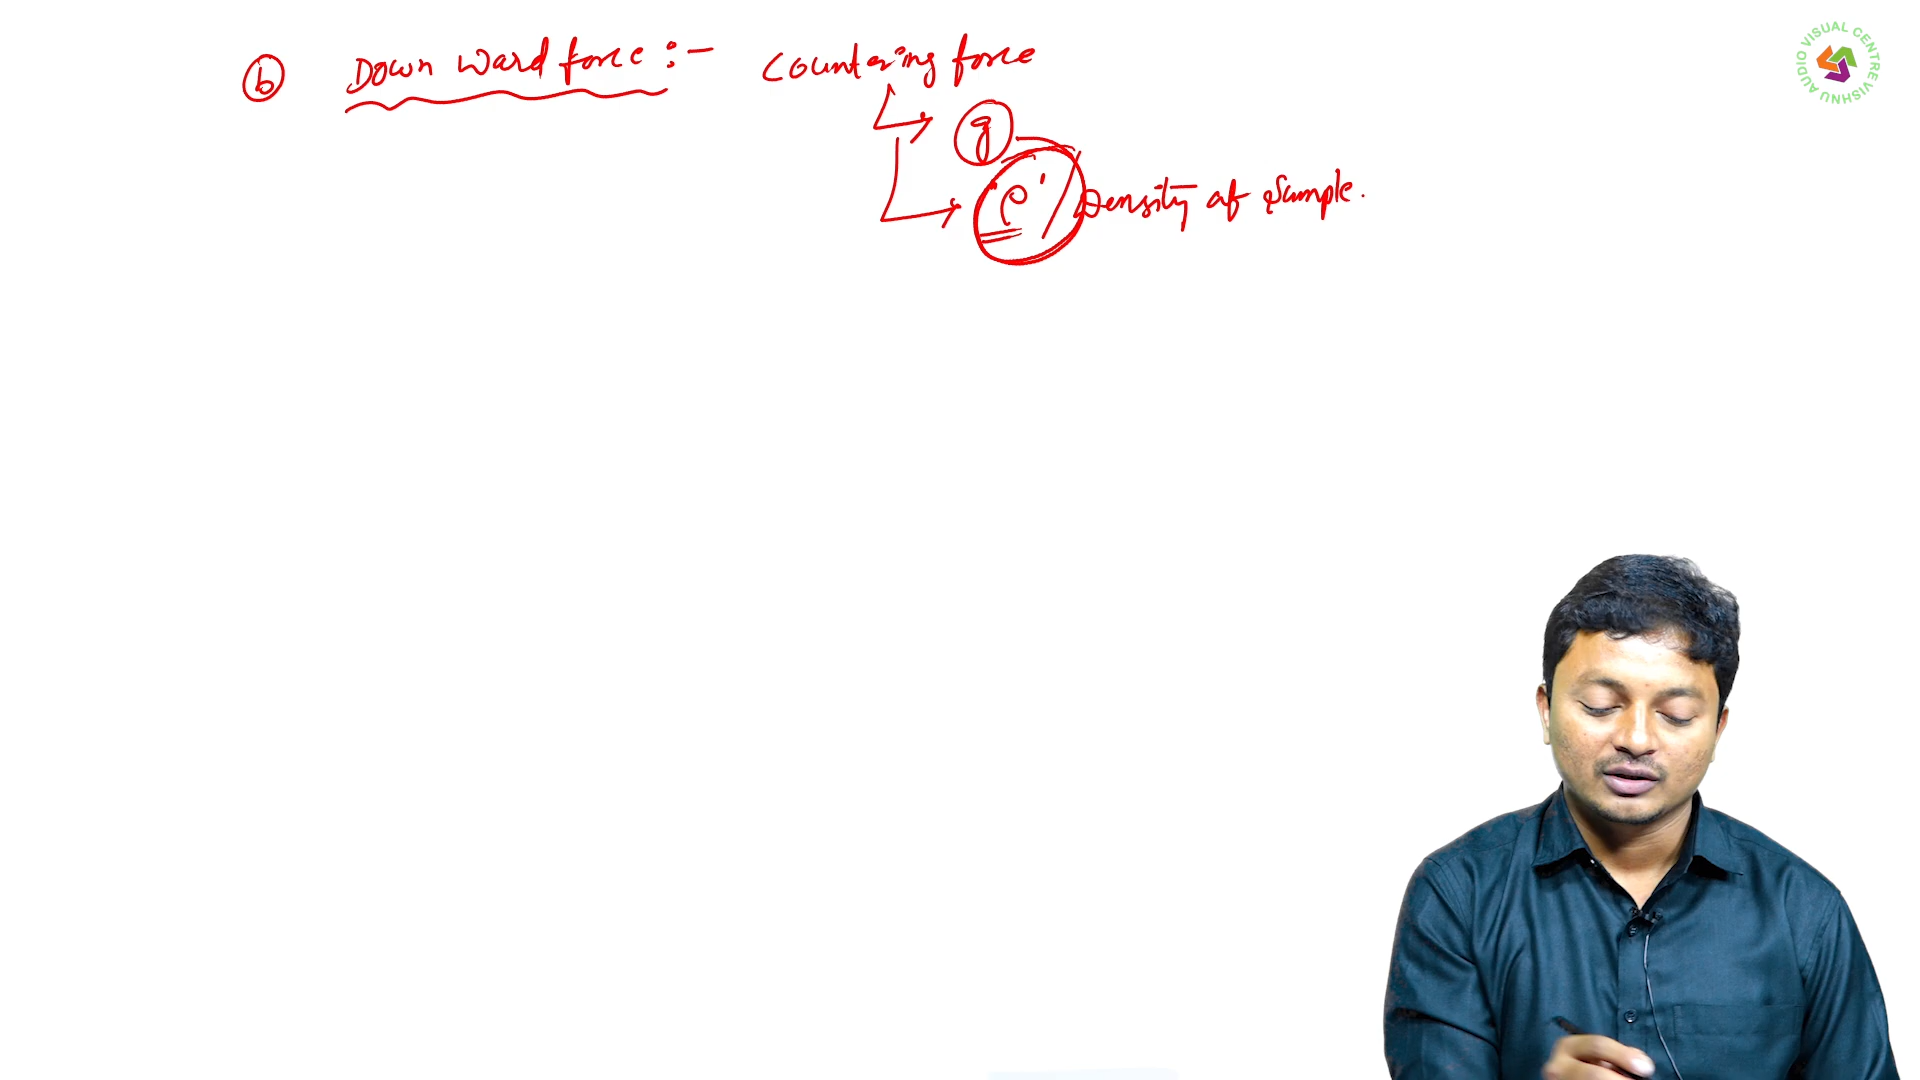 ⓑ Down ward force :- Countering force
g
'ρ' Density of Sample.
AUDIO VISUAL CENTRE VISHNU